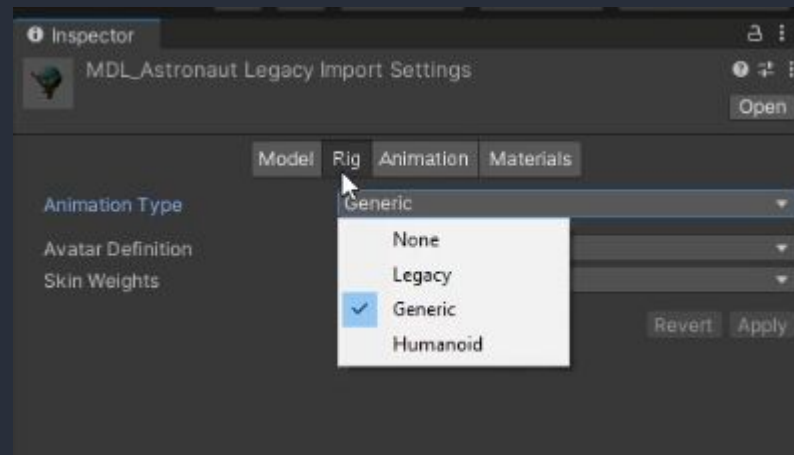 Inspector
MDL_Astronaut Legacy Import Settings
Open
Model Rig Animation Materials
Animation Type Generic
None
Avatar Definition
Legacy
Skin Weights
Generic
Humanoid
Revert Apply